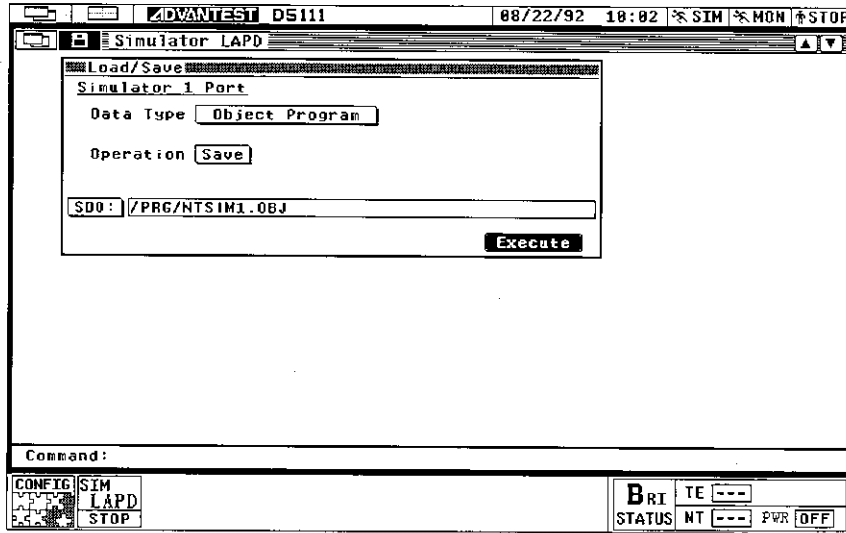 ADVANTEST D5111 08/22/92 10:02 SIM MON STOP
Simulator LAPD
Load/Save
Simulator 1 Port
Data Type Object Program
Operation Save
SD0: /PRG/NTSIM1.OBJ
Execute
Command:
CONFIG SIM LAPD STOP
BRI STATUS TE ---
NT --- PWR OFF